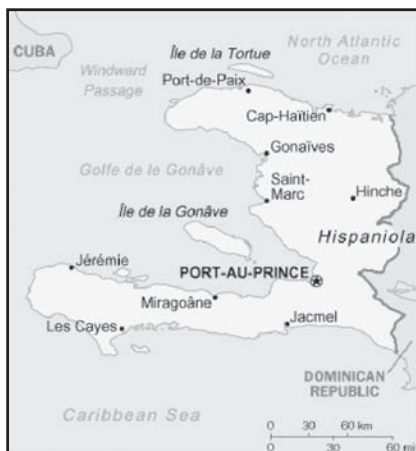 CUBA
Île de la Tortue
North Atlantic
Ocean
Windward
Passage
Port-de-Paix
Cap-Haïtien
Gonaïves
Golfe de le Gonâve
Saint-
Marc
Hinche
Île de la Gonâve
Hispaniola
Jérémie
PORT-AU-PRINCE
Miragoâne
Les Cayes
Jacmel
DOMINICAN
REPUBLIC
Caribbean Sea
0 30 60 km
0 30 60 mi